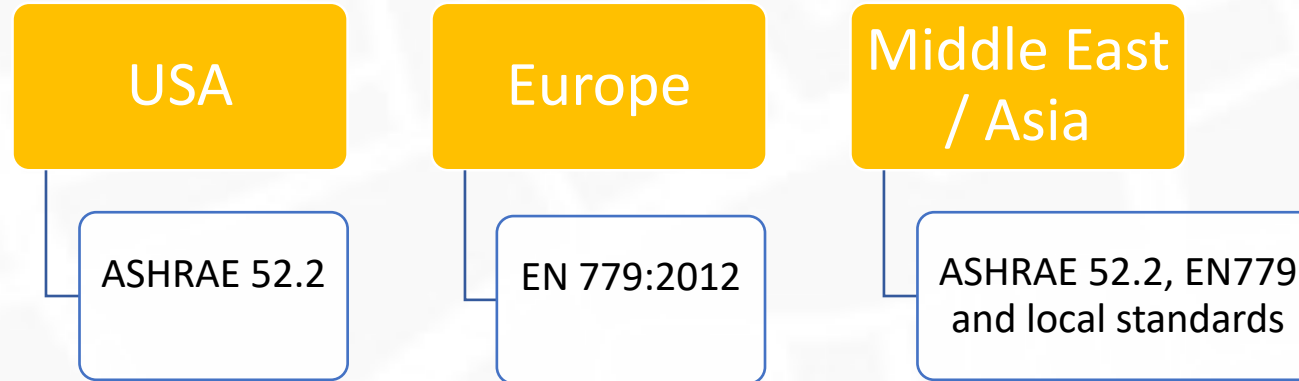 USA
ASHRAE 52.2
Europe
EN 779:2012
Middle East
/ Asia
ASHRAE 52.2, EN779
and local standards